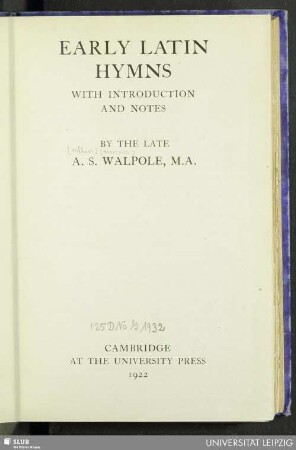 EARLY LATIN
HYMNS
WITH INTRODUCTION
AND NOTES
BY THE LATE
A. S. WALPOLE, M.A.
CAMBRIDGE
AT THE UNIVERSITY PRESS
1922
SLUB
UNIVERSITÄT LEIPZIG